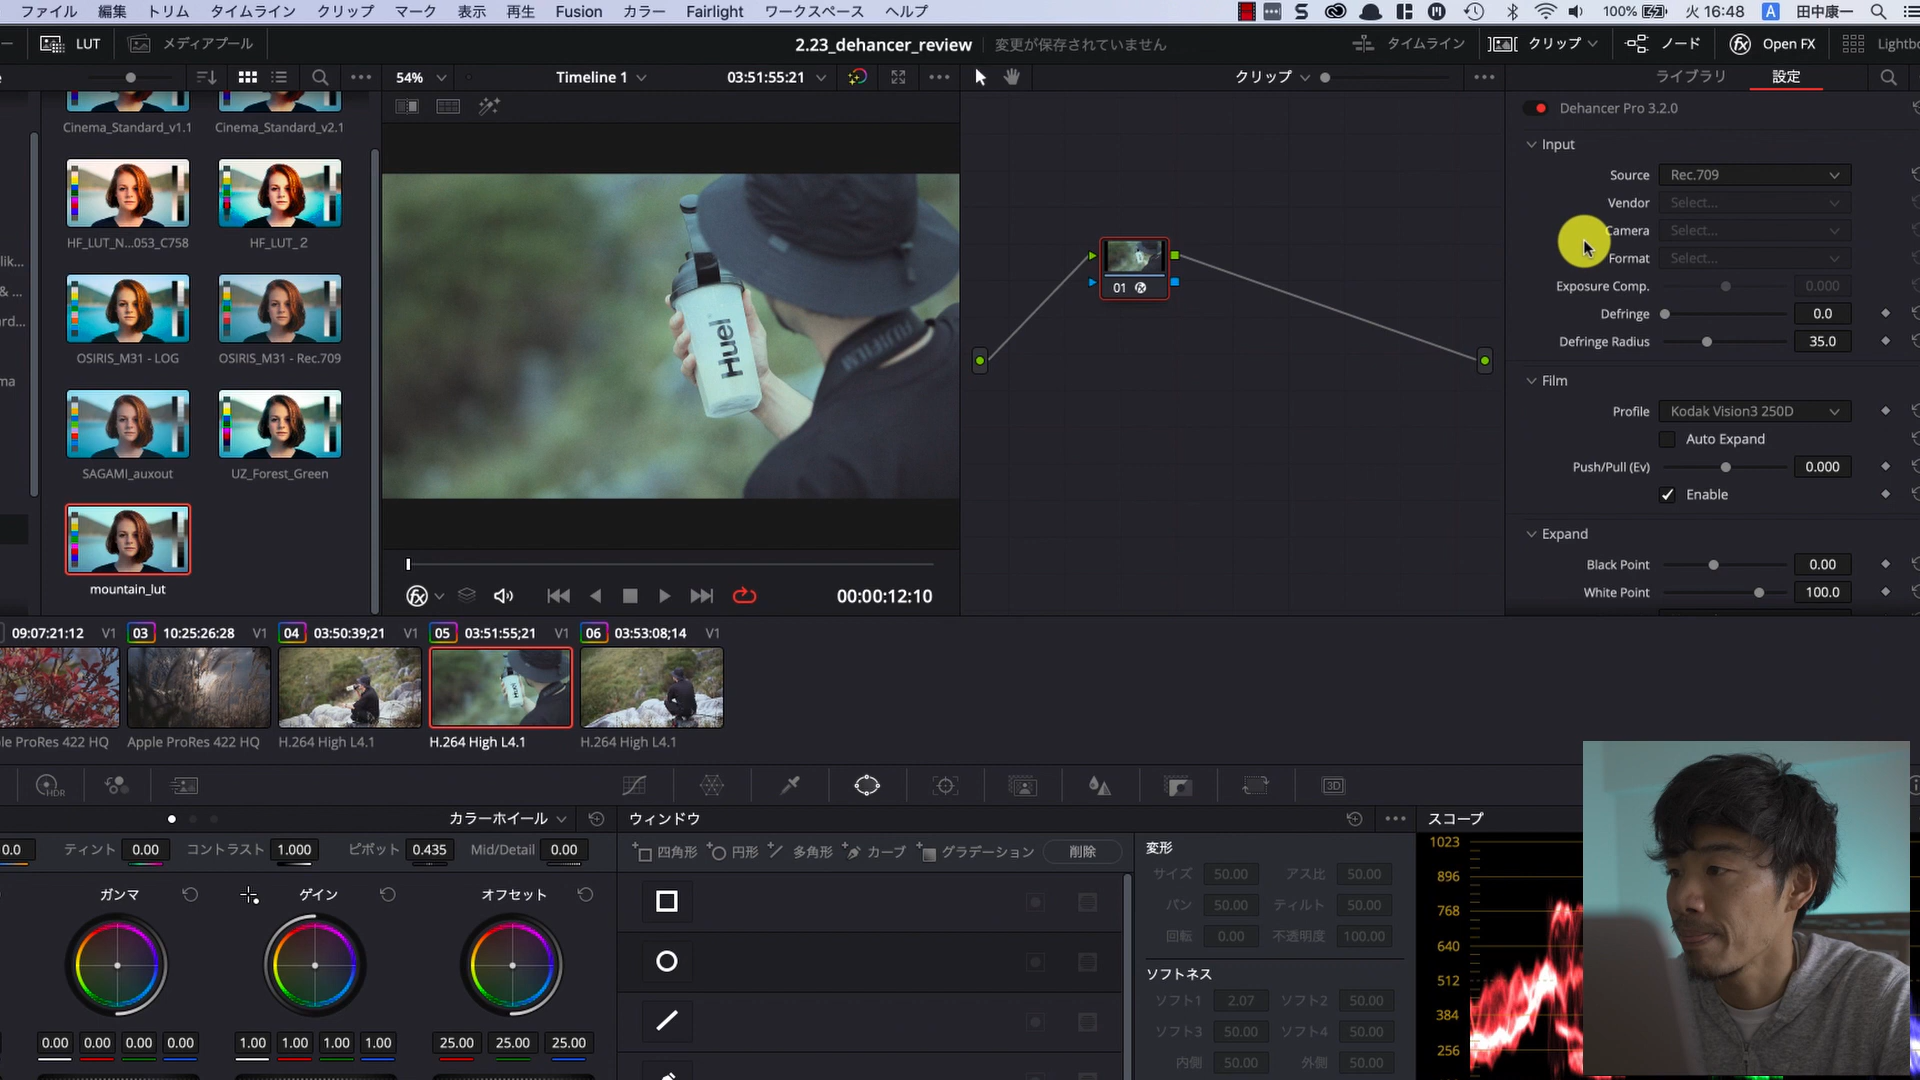 ファイル 編集 トリム タイムライン クリップ マーク 表示 再生 Fusion カラー Fairlight ワークスペース ヘルプ
100% 火 16:48 A 田中康一
LUT メディアプール
2.23_dehancer_review 変更が保存されていません
タイムライン クリップ ノード Open FX Lightbo
54% Timeline 1 03:51:55:21
クリップ
ライブラリ 設定
Cinema_Standard_v1.1 Cinema_Standard_v2.1
HF_LUT_N...053_C758 HF_LUT_2
OSIRIS_M31 - LOG OSIRIS_M31 - Rec.709
SAGAMI_auxout UZ_Forest_Green
mountain_lut
lik...
& ...
rd...
ma
Huel
FUJIFILM
00:00:12:10
01
Dehancer Pro 3.2.0
Input
Source Rec.709
Vendor Select...
Camera Select...
Format Select...
Exposure Comp. 0.000
Defringe 0.0
Defringe Radius 35.0
Film
Profile Kodak Vision3 250D
Auto Expand
Push/Pull (Ev) 0.000
Enable
Expand
Black Point 0.00
White Point 100.0
09:07:21:12 V1 03 10:25:26:28 V1 04 03:50:39;21 V1 05 03:51:55;21 V1 06 03:53:08;14 V1
le ProRes 422 HQ Apple ProRes 422 HQ H.264 High L4.1 H.264 High L4.1 H.264 High L4.1
HDR
3D
カラーホイール
0.0 ティント 0.00 コントラスト 1.000 ピボット 0.435 Mid/Detail 0.00
ガンマ ゲイン オフセット
0.00 0.00 0.00 0.00 1.00 1.00 1.00 1.00 25.00 25.00 25.00
ウィンドウ
四角形 円形 多角形 カーブ グラデーション 削除
変形
サイズ 50.00 アス比 50.00
パン 50.00 ティルト 50.00
回転 0.00 不透明度 100.00
ソフトネス
ソフト1 2.07 ソフト2 50.00
ソフト3 50.00 ソフト4 50.00
内側 50.00 外側 50.00
スコープ
1023
896
768
640
512
384
256